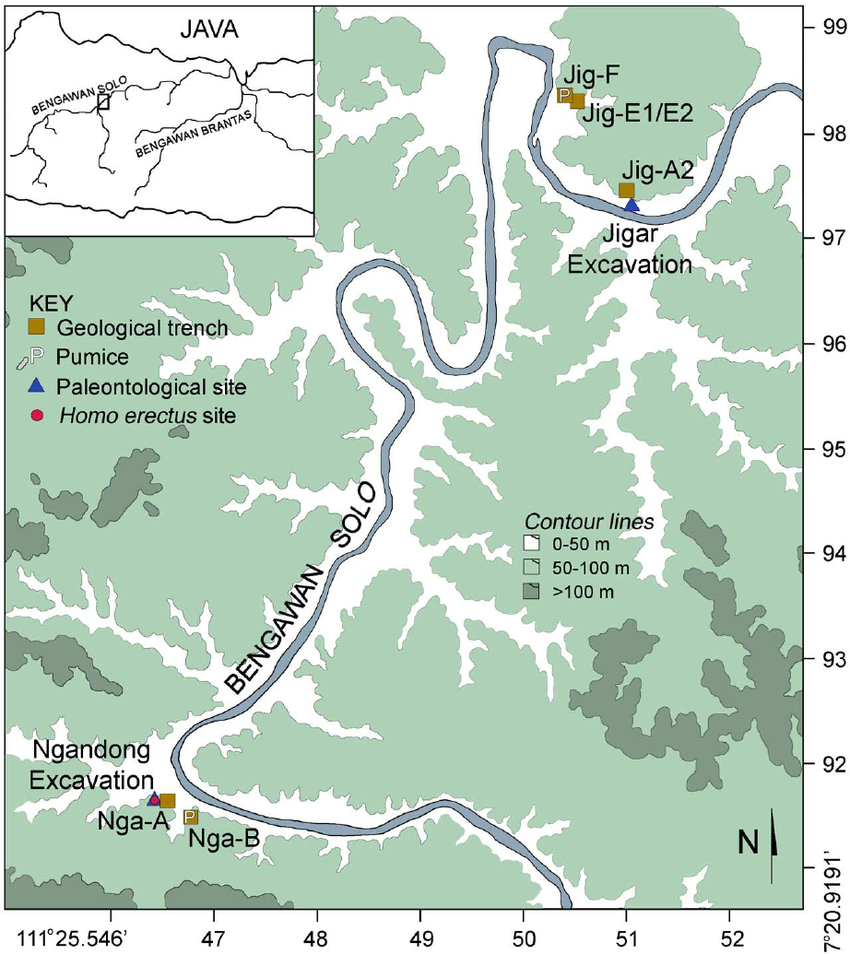 JAVA
BENGAWAN SOLO
BENGAWAN BRANTAS
Jig-F
P
Jig-E1/E2
Jig-A2
Jigar
Excavation
KEY
Geological trench
P Pumice
Paleontological site
Homo erectus site
BENGAWAN SOLO
Contour lines
0-50 m
50-100 m
>100 m
Ngandong
Excavation
Nga-A
P
Nga-B
N
99
98
97
96
95
94
93
92
7°20.9191'
111°25.546'
47
48
49
50
51
52